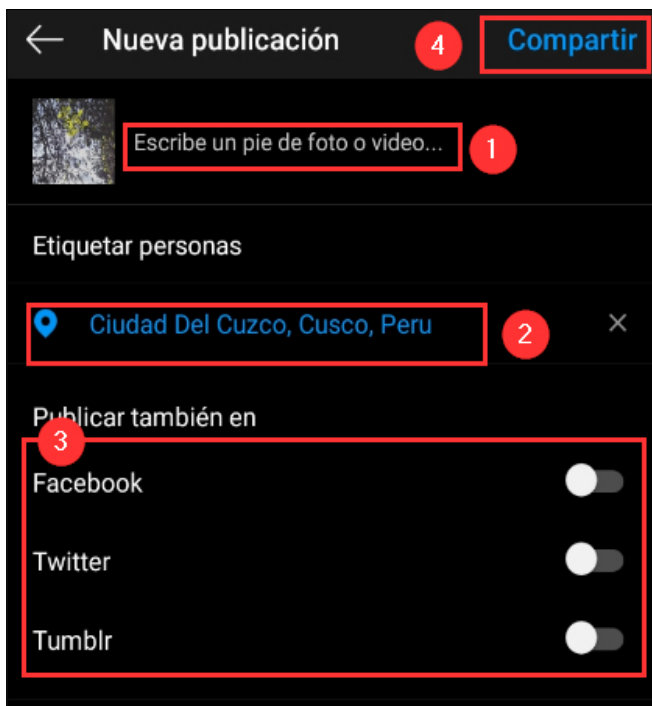 Nueva publicación 4 Compartir
Escribe un pie de foto o video... 1
Etiquetar personas
Ciudad Del Cuzco, Cusco, Peru 2
Publicar también en
3
Facebook
Twitter
Tumblr